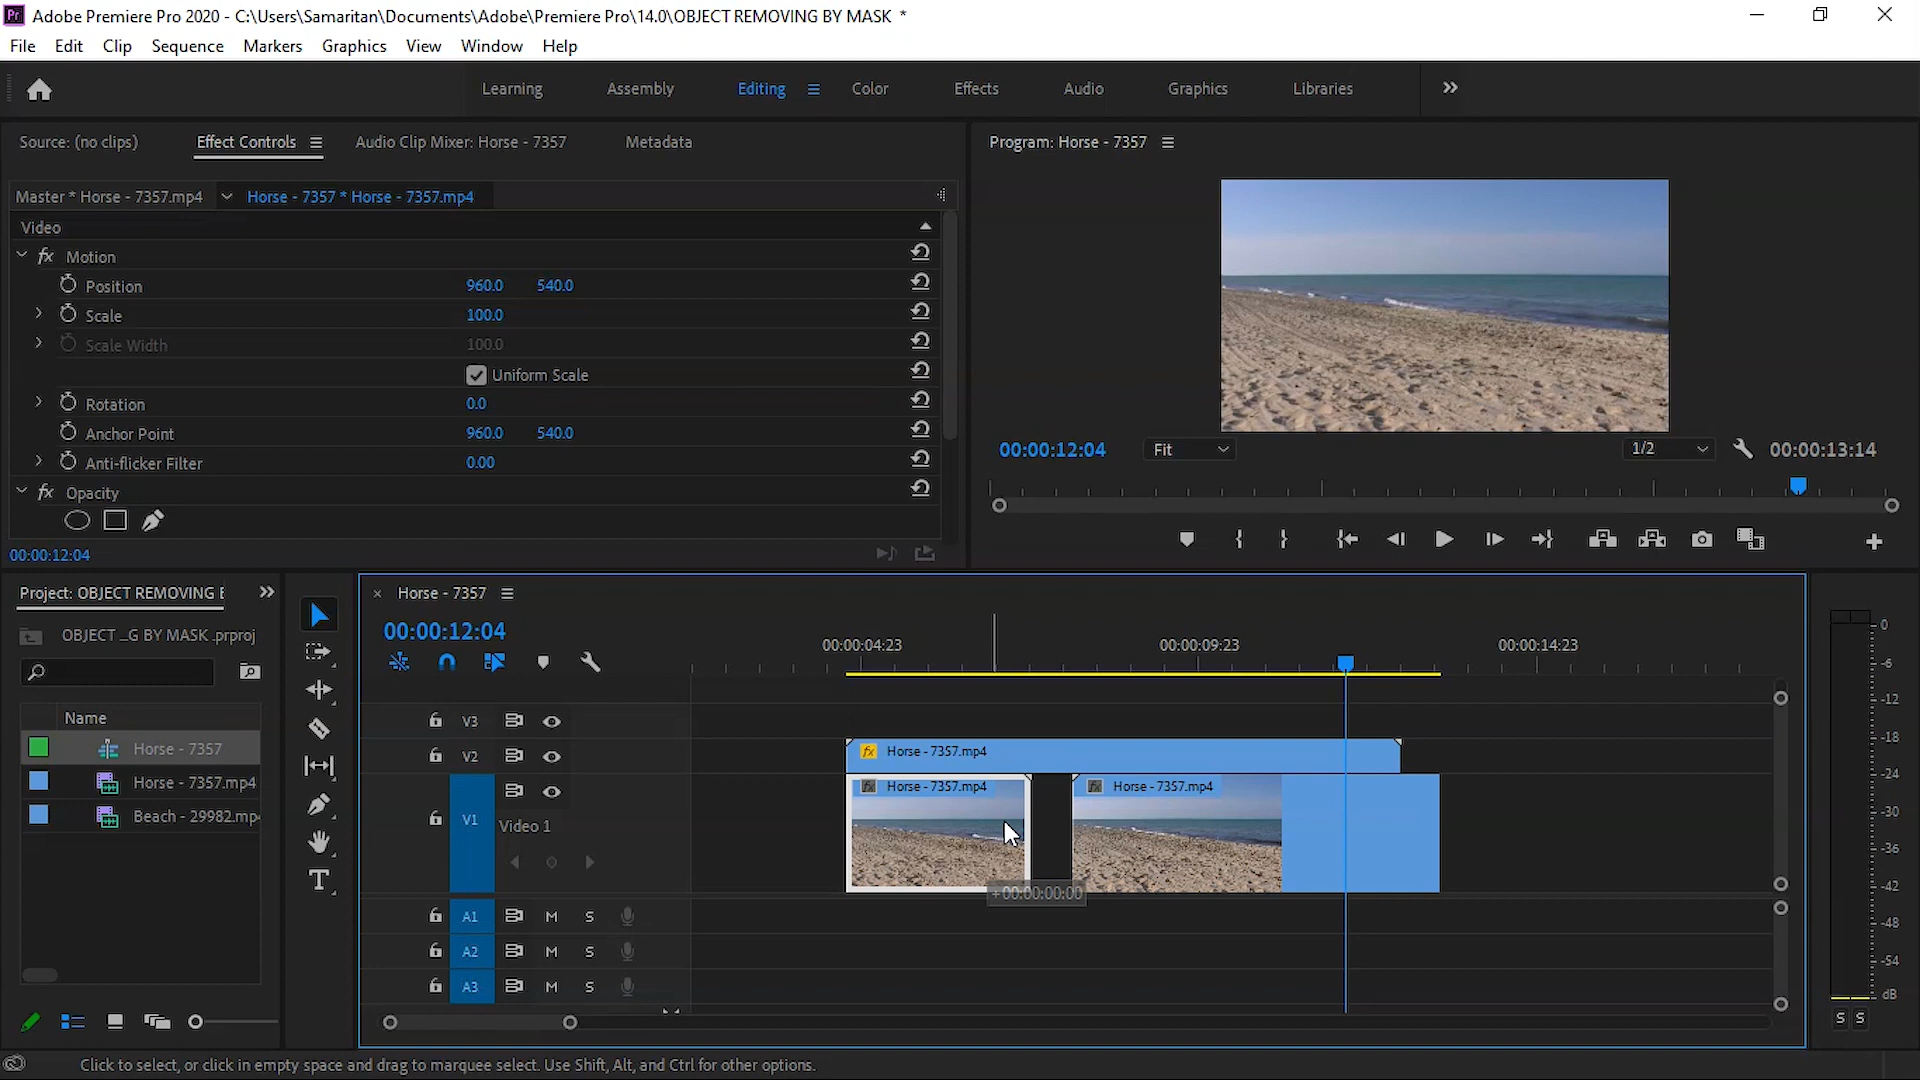 Pr Adobe Premiere Pro 2020 - C:\Users\Samaritan\Documents\Adobe\Premiere Pro\14.0\OBJECT REMOVING BY MASK *
File Edit Clip Sequence Markers Graphics View Window Help
Learning Assembly Editing Color Effects Audio Graphics Libraries
Source: (no clips) Effect Controls Audio Clip Mixer: Horse - 7357 Metadata
Program: Horse - 7357
Master * Horse - 7357.mp4 Horse - 7357 * Horse - 7357.mp4
Video
fx Motion
Position 960.0 540.0
Scale 100.0
Scale Width 100.0
Uniform Scale
Rotation 0.0
Anchor Point 960.0 540.0
Anti-flicker Filter 0.00
fx Opacity
00:00:12:04
00:00:12:04 Fit 1/2 00:00:13:14
Project: OBJECT REMOVING
OBJECT _G BY MASK .prproj
Name
Horse - 7357
Horse - 7357.mp4
Beach - 29982.mp
Horse - 7357
00:00:12:04
00:00:04:23 00:00:09:23 00:00:14:23
V3
V2 fx Horse - 7357.mp4
V1 Video 1 fx Horse - 7357.mp4 fx Horse - 7357.mp4
+00:00:00:00
A1 M S
A2 M S
A3 M S
0
-6
-12
-18
-24
-30
-36
-42
-48
-54
dB
S S
Click to select, or click in empty space and drag to marquee select. Use Shift, Alt, and Ctrl for other options.